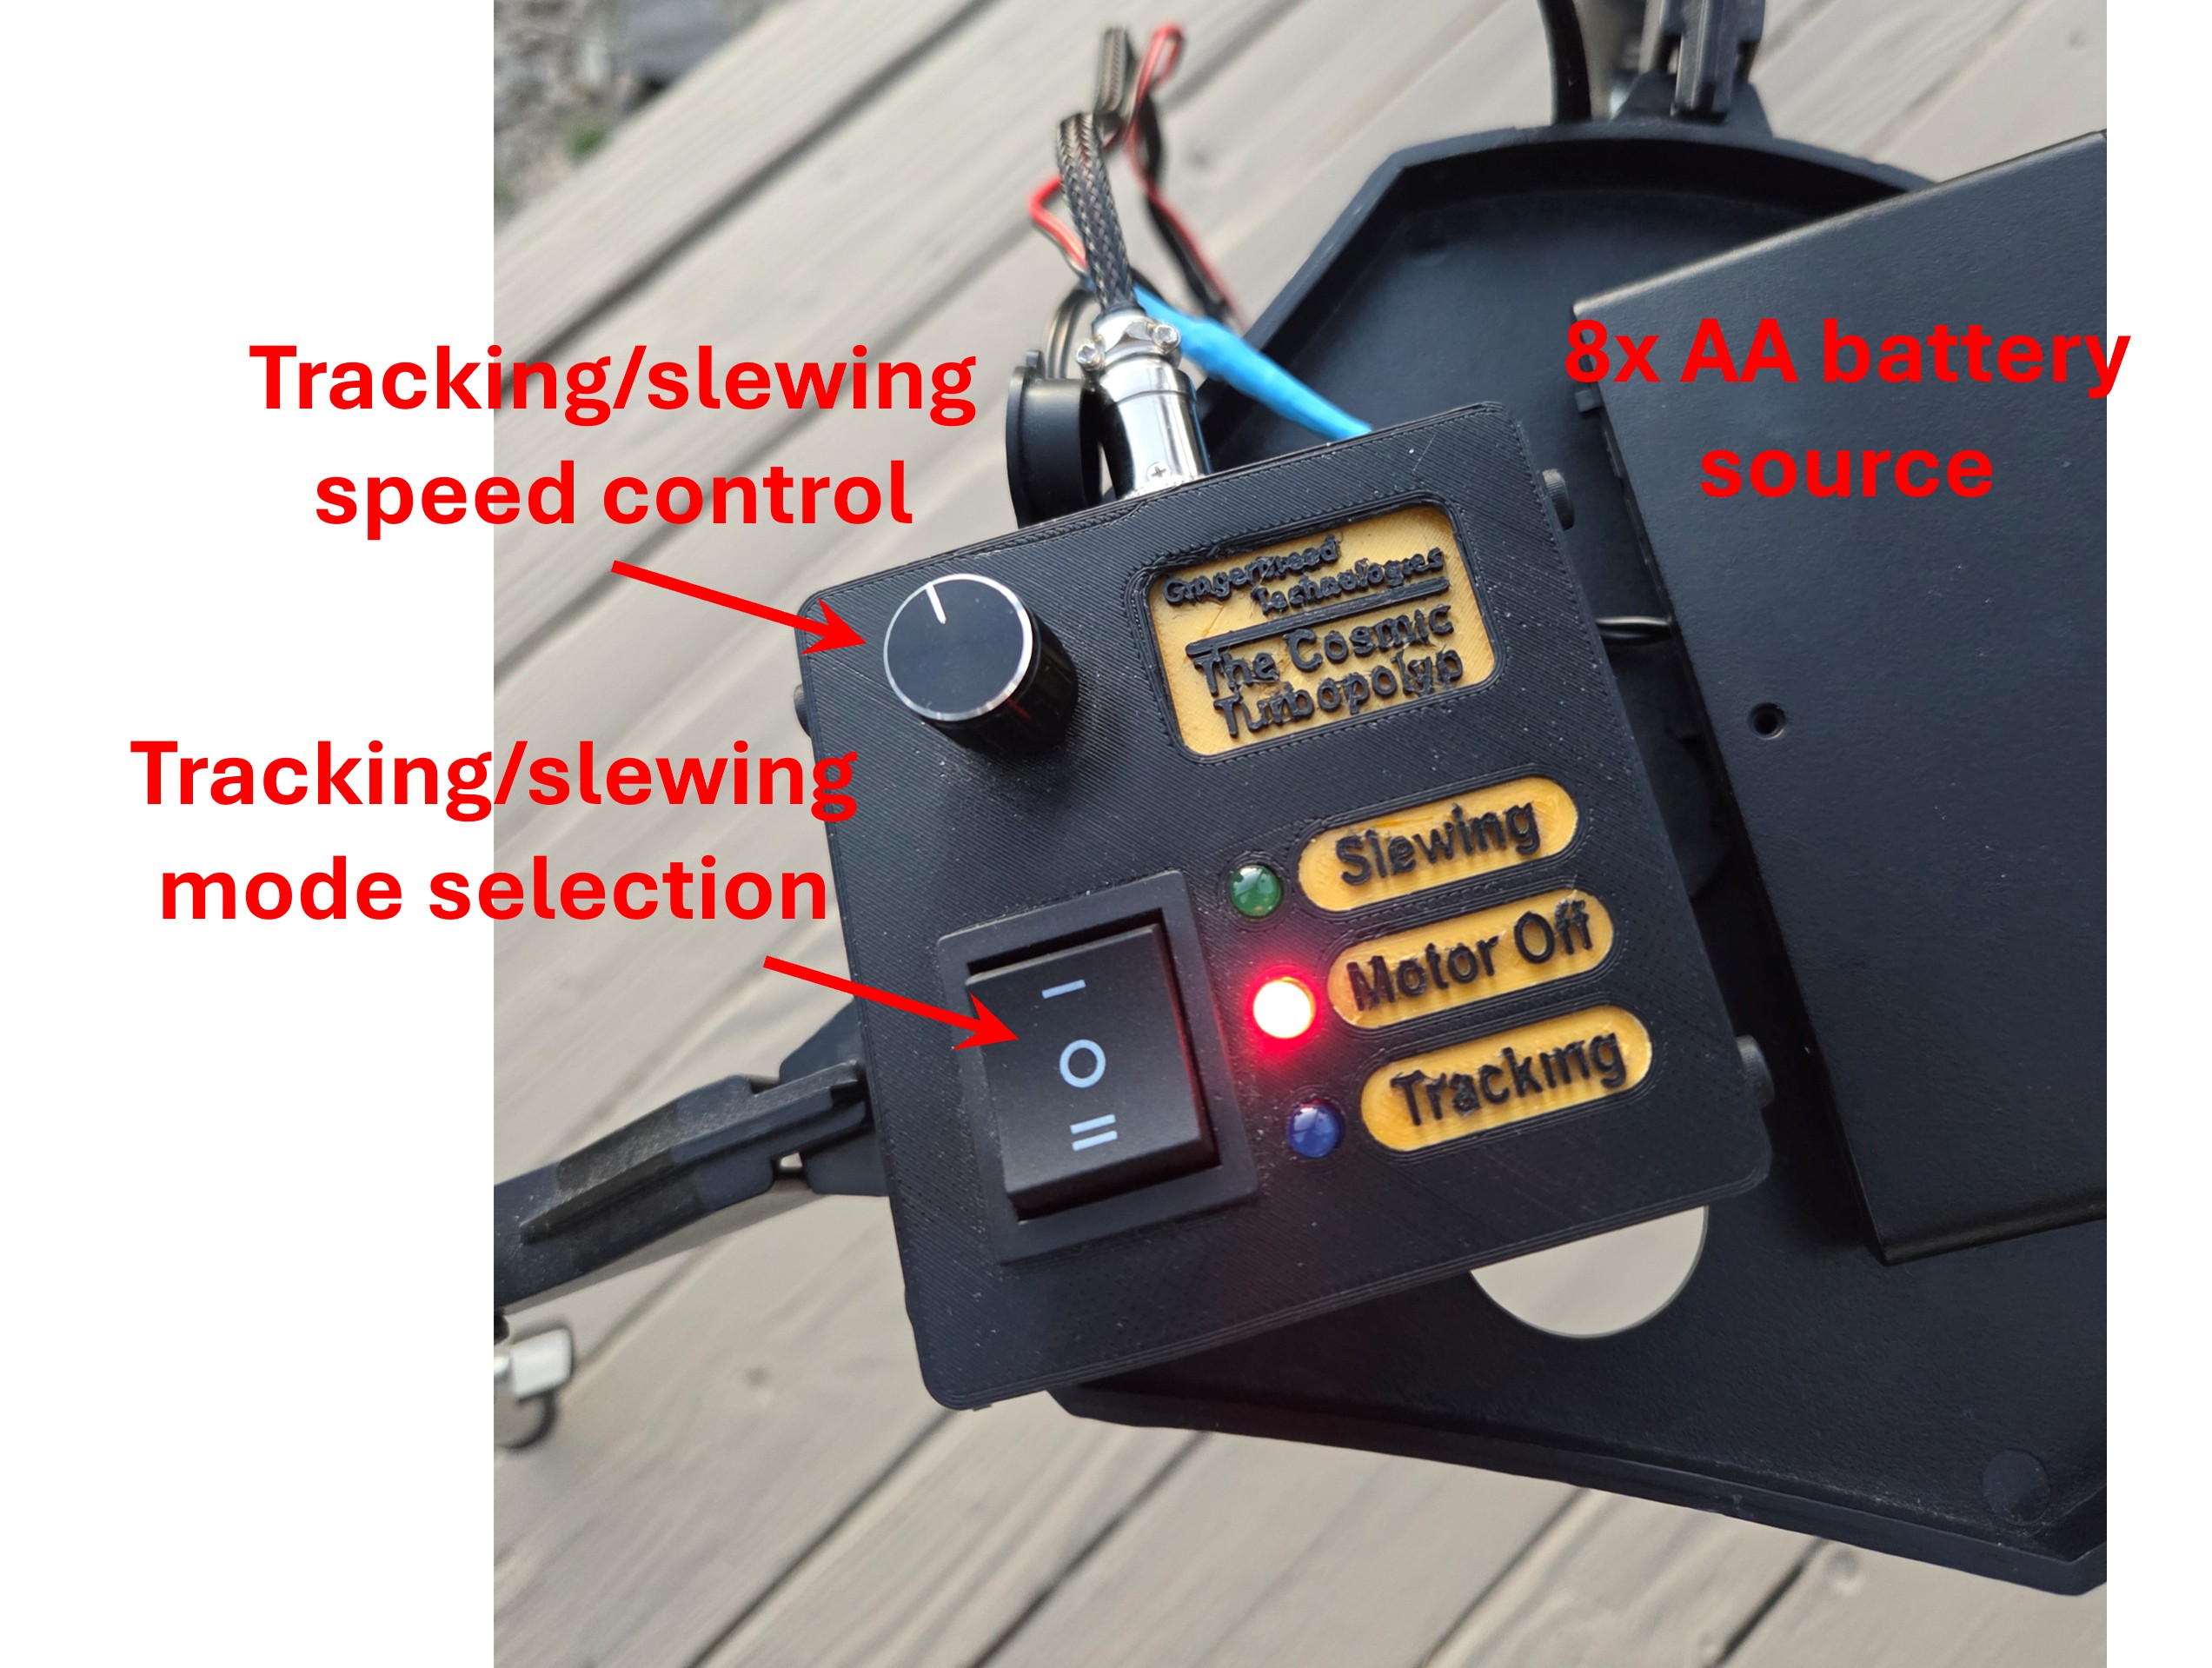 Tracking/slewing
speed control
8x AA battery
source
Gingerbread
Technologies
The Cosmic
Turbopolyp
Tracking/slewing
mode selection
Slewing
Motor Off
Tracking
I
O
II